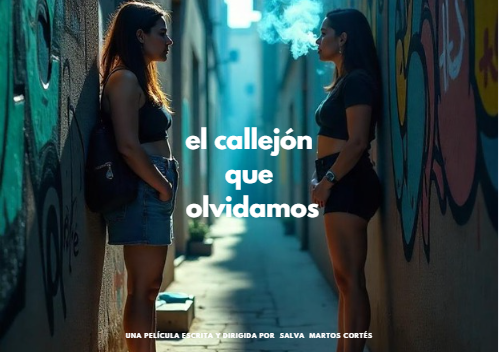 el callejón
que
olvidamos
UNA PELÍCULA ESCRITA Y DIRIGIDA POR SALVA MARTOS CORTÉS